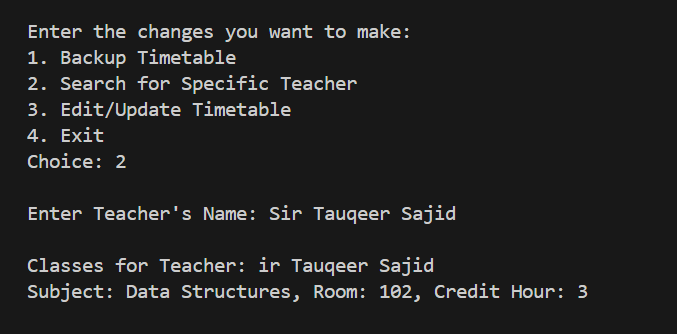 Enter the changes you want to make:
1. Backup Timetable
2. Search for Specific Teacher
3. Edit/Update Timetable
4. Exit
Choice: 2
Enter Teacher's Name: Sir Tauqeer Sajid
Classes for Teacher: ir Tauqeer Sajid
Subject: Data Structures, Room: 102, Credit Hour: 3